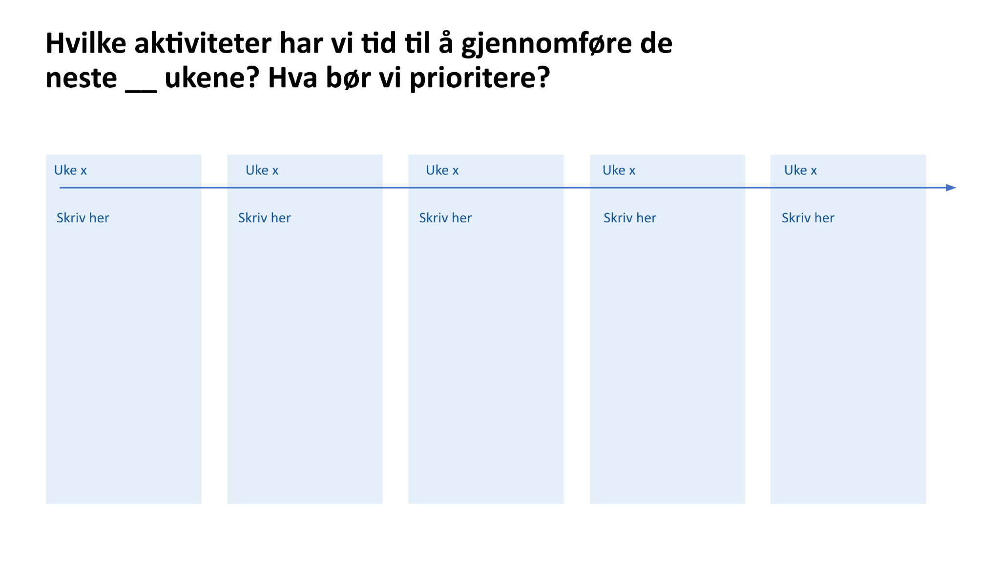 Hvilke aktiviteter har vi tid til å gjennomføre de
neste __ ukene? Hva bør vi prioritere?
Uke x
Uke x
Uke x
Uke x
Uke x
Skriv her
Skriv her
Skriv her
Skriv her
Skriv her